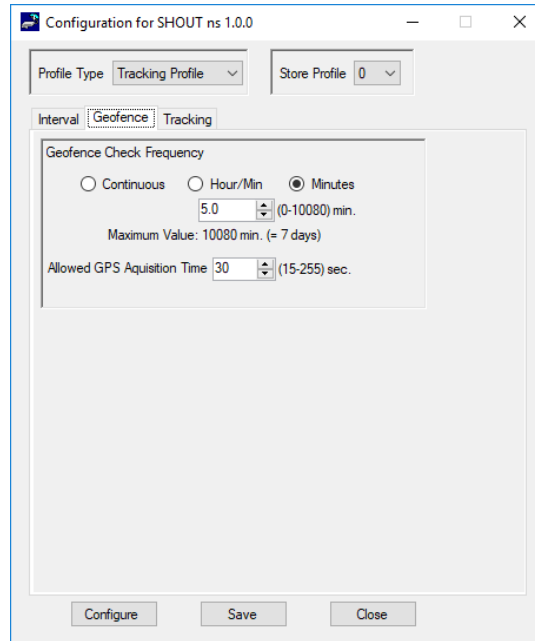 Configuration for SHOUT ns 1.0.0
Profile Type Tracking Profile Store Profile 0
Interval Geofence Tracking
Geofence Check Frequency
Continuous Hour/Min Minutes
5.0 (0-10080) min.
Maximum Value: 10080 min. (= 7 days)
Allowed GPS Aquisition Time 30 (15-255) sec.
Configure Save Close